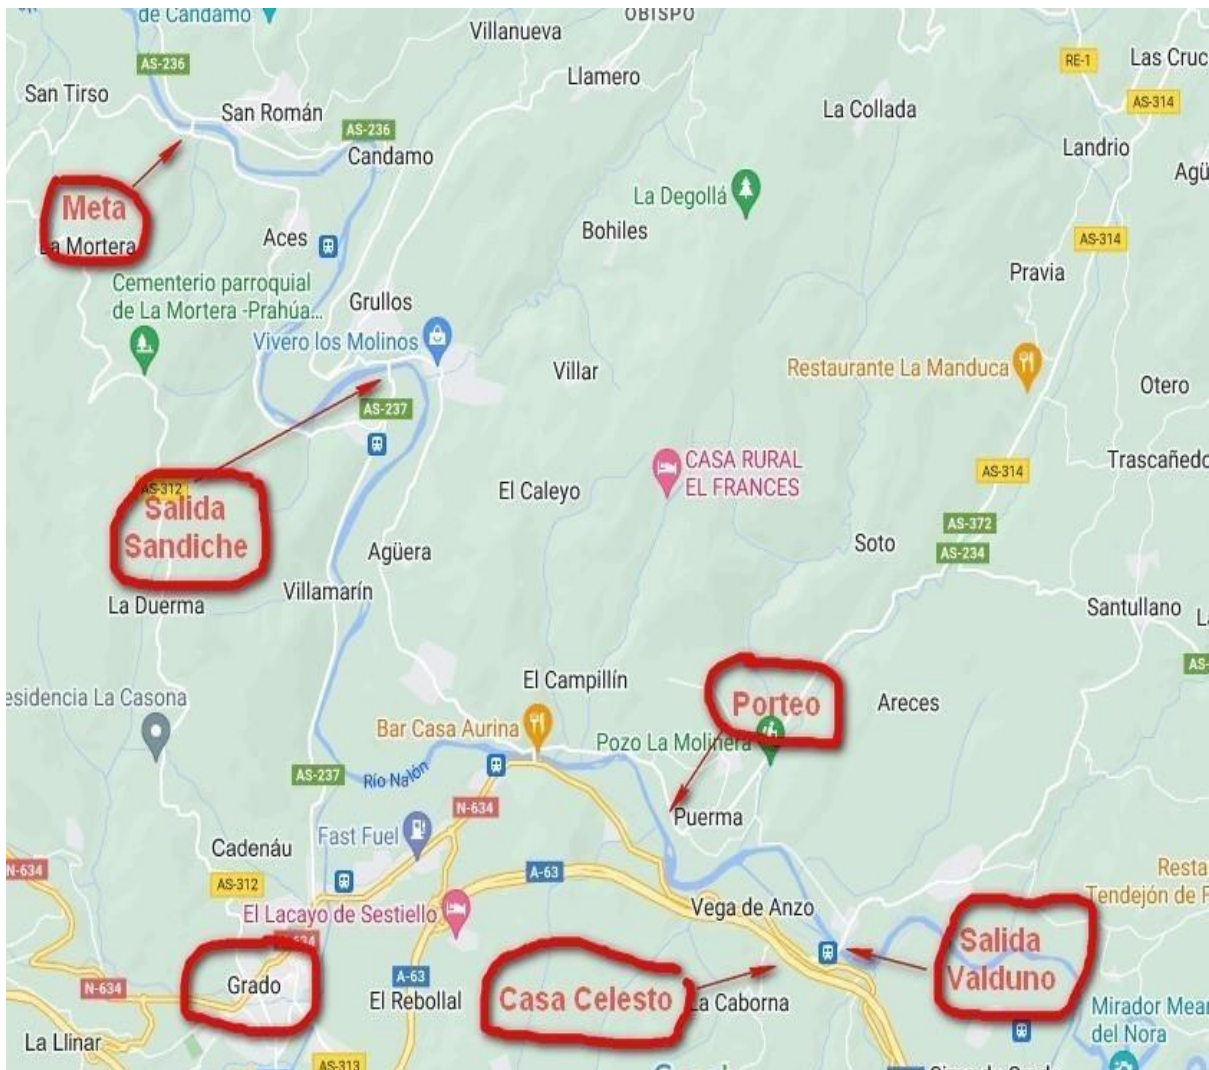 de Candamo
OBISPO
Villanueva
AS-236
RE-1
Las Cruc
Llamero
San Tirso
San Román
La Collada
AS-314
AS-236
Candamo
Landrio
Agü
La Degollá
Meta
La Mortera
Aces
Bohiles
AS-314
Pravia
Cementerio parroquial
de La Mortera -Prahúa...
Grullos
Vivero los Molinos
Villar
Restaurante La Manduca
Otero
AS-237
CASA RURAL
EL FRANCES
Trascañedo
AS-314
AS-312
Salida
Sandiche
El Caleyo
AS-372
AS-234
Soto
Agüera
La Duerma
Villamarín
Santullano
AS-
El Campillín
esidencia La Casona
Porteo
Areces
Bar Casa Aurina
Pozo La Molinera
AS-237
Río Nalón
N-634
Puerma
Fast Fuel
Cadenáu
N-634
A-63
AS-312
Resta
Tendejón de F
El Lacayo de Sestiello
Vega de Anzo
N-634
Salida
Valduno
Grado
N-634
A-63
El Rebollal
Casa Celesto
La Caborna
Mirador Mear
del Nora
La Llinar
AS-313